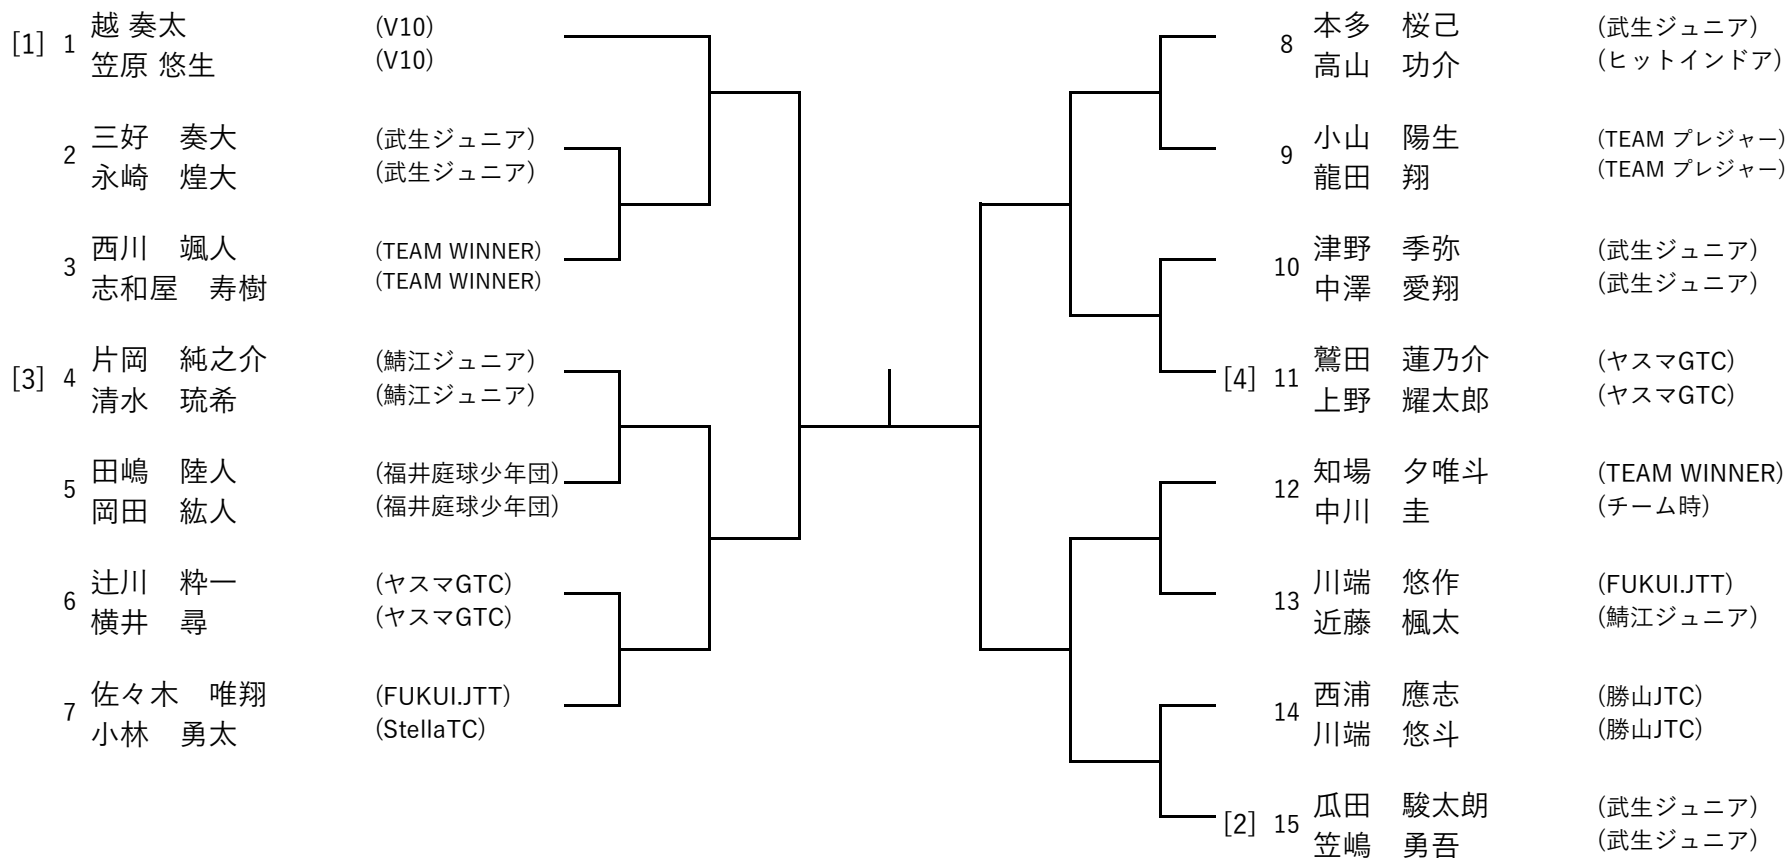 [1] 1 越 奏太 (V10)
笠原 悠生 (V10)
2 三好　奏大 (武生ジュニア)
永崎　煌大 (武生ジュニア)
3 西川　颯人 (TEAM WINNER)
志和屋　寿樹 (TEAM WINNER)
[3] 4 片岡　純之介 (鯖江ジュニア)
清水　琉希 (鯖江ジュニア)
5 田嶋　陸人 (福井庭球少年団)
岡田　紘人 (福井庭球少年団)
6 辻川　粋一 (ヤスマGTC)
横井　尋 (ヤスマGTC)
7 佐々木　唯翔 (FUKUI.JTT)
小林　勇太 (StellaTC)
8 本多　桜己 (武生ジュニア)
高山　功介 (ヒットインドア)
9 小山　陽生 (TEAM プレジャー)
龍田　翔 (TEAM プレジャー)
10 津野　季弥 (武生ジュニア)
中澤　愛翔 (武生ジュニア)
[4] 11 鷲田　蓮乃介 (ヤスマGTC)
上野　耀太郎 (ヤスマGTC)
12 知場　夕唯斗 (TEAM WINNER)
中川　圭 (チーム時)
13 川端　悠作 (FUKUI.JTT)
近藤　楓太 (鯖江ジュニア)
14 西浦　應志 (勝山JTC)
川端　悠斗 (勝山JTC)
[2] 15 瓜田　駿太朗 (武生ジュニア)
笠嶋　勇吾 (武生ジュニア)